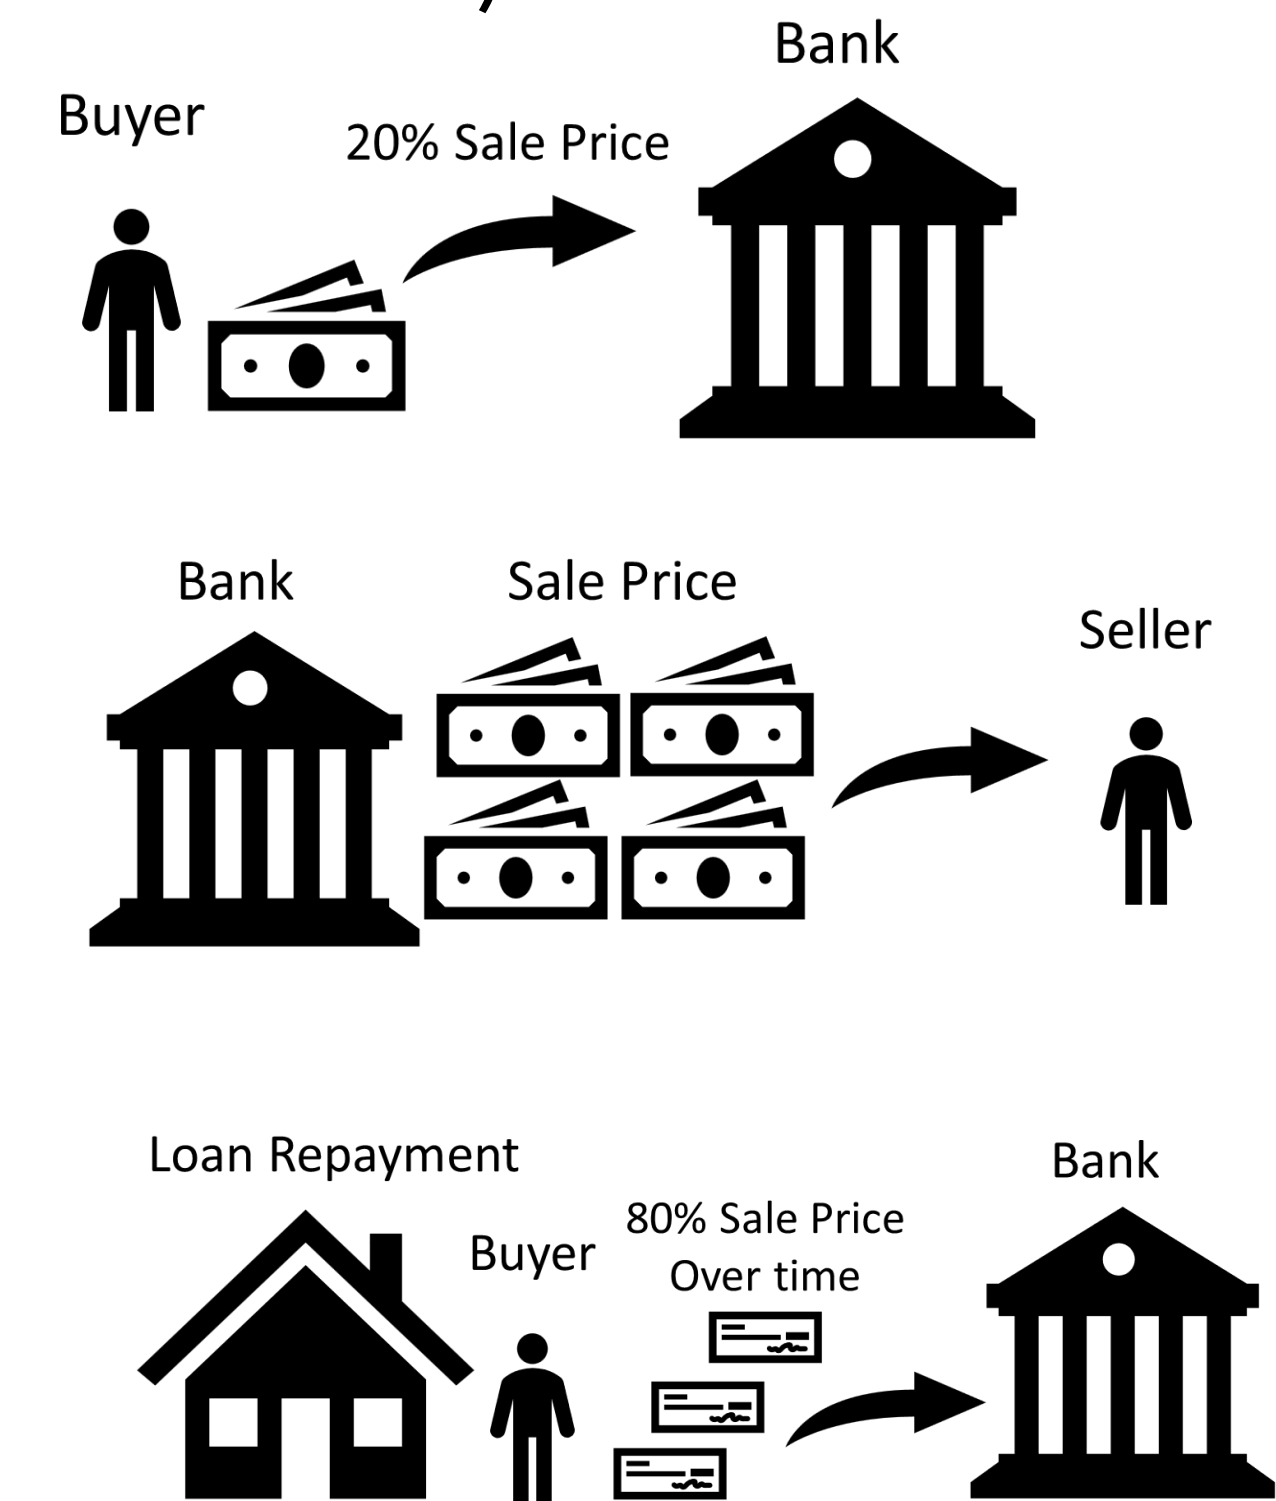 Bank
Buyer
20% Sale Price
Bank
Sale Price
Seller
Loan Repayment
Bank
80% Sale Price
Buyer
Over time